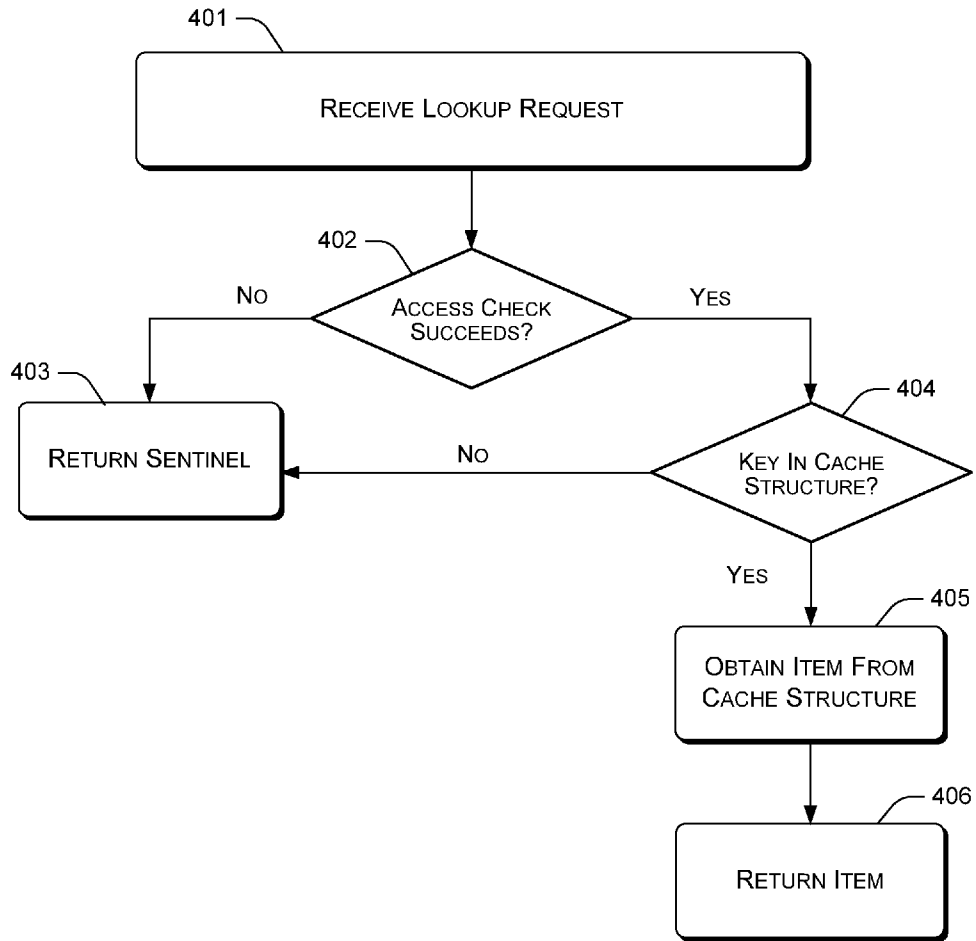 401
RECEIVE LOOKUP REQUEST
402
ACCESS CHECK
SUCCEEDS?
NO
YES
403
RETURN SENTINEL
404
KEY IN CACHE
STRUCTURE?
NO
YES
405
OBTAIN ITEM FROM
CACHE STRUCTURE
406
RETURN ITEM